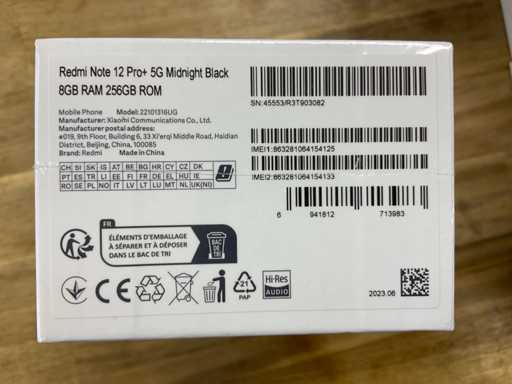 Redmi Note 12 Pro+ 5G Midnight Black
8GB RAM 256GB ROM
Mobile Phone Model: 22101316UG
Manufacturer: Xiaomi Communications Co., Ltd.
Manufacturer postal address:
#019, 9th Floor, Building 6, 33 Xi'erqi Middle Road, Haidian
District, Beijing, China, 100085
Brand: Redmi Made in China
CH SI SK IS AT BE BG HR CY CZ DK
PT ES TR LI EE FI FR DE EL HU IE
RO SE PL NO IT LV LT LU MT NL UK(NI)
SN:45553/R3T903082
IMEI1:863281064154125
IMEI2:863281064154133
6 941812 713983
FR
ÉLÉMENTS D'EMBALLAGE
À SÉPARER ET À DÉPOSER
DANS LE BAC DE TRI
BAC
DE
TRI
CE
21
PAP
Hi-Res
AUDIO
2023.06